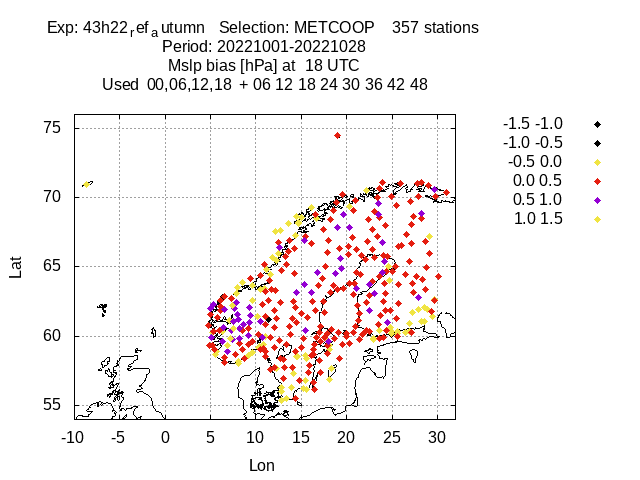 Exp: 43h22ref autumn   Selection: METCOOP    357 stations
Period: 20221001-20221028
Mslp bias [hPa] at  18 UTC
Used  00,06,12,18  + 06 12 18 24 30 36 42 48
-1.5 -1.0
-1.0 -0.5
-0.5 0.0
0.0 0.5
0.5 1.0
1.0 1.5
75
70
65
60
55
Lat
-10 -5 0 5 10 15 20 25 30
Lon